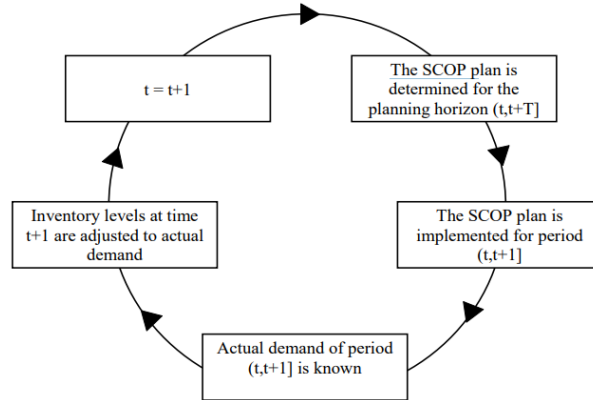 t = t+1
The SCOP plan is
determined for the
planning horizon (t,t+T]
Inventory levels at time
t+1 are adjusted to actual
demand
The SCOP plan is
implemented for period
(t,t+1]
Actual demand of period
(t,t+1] is known